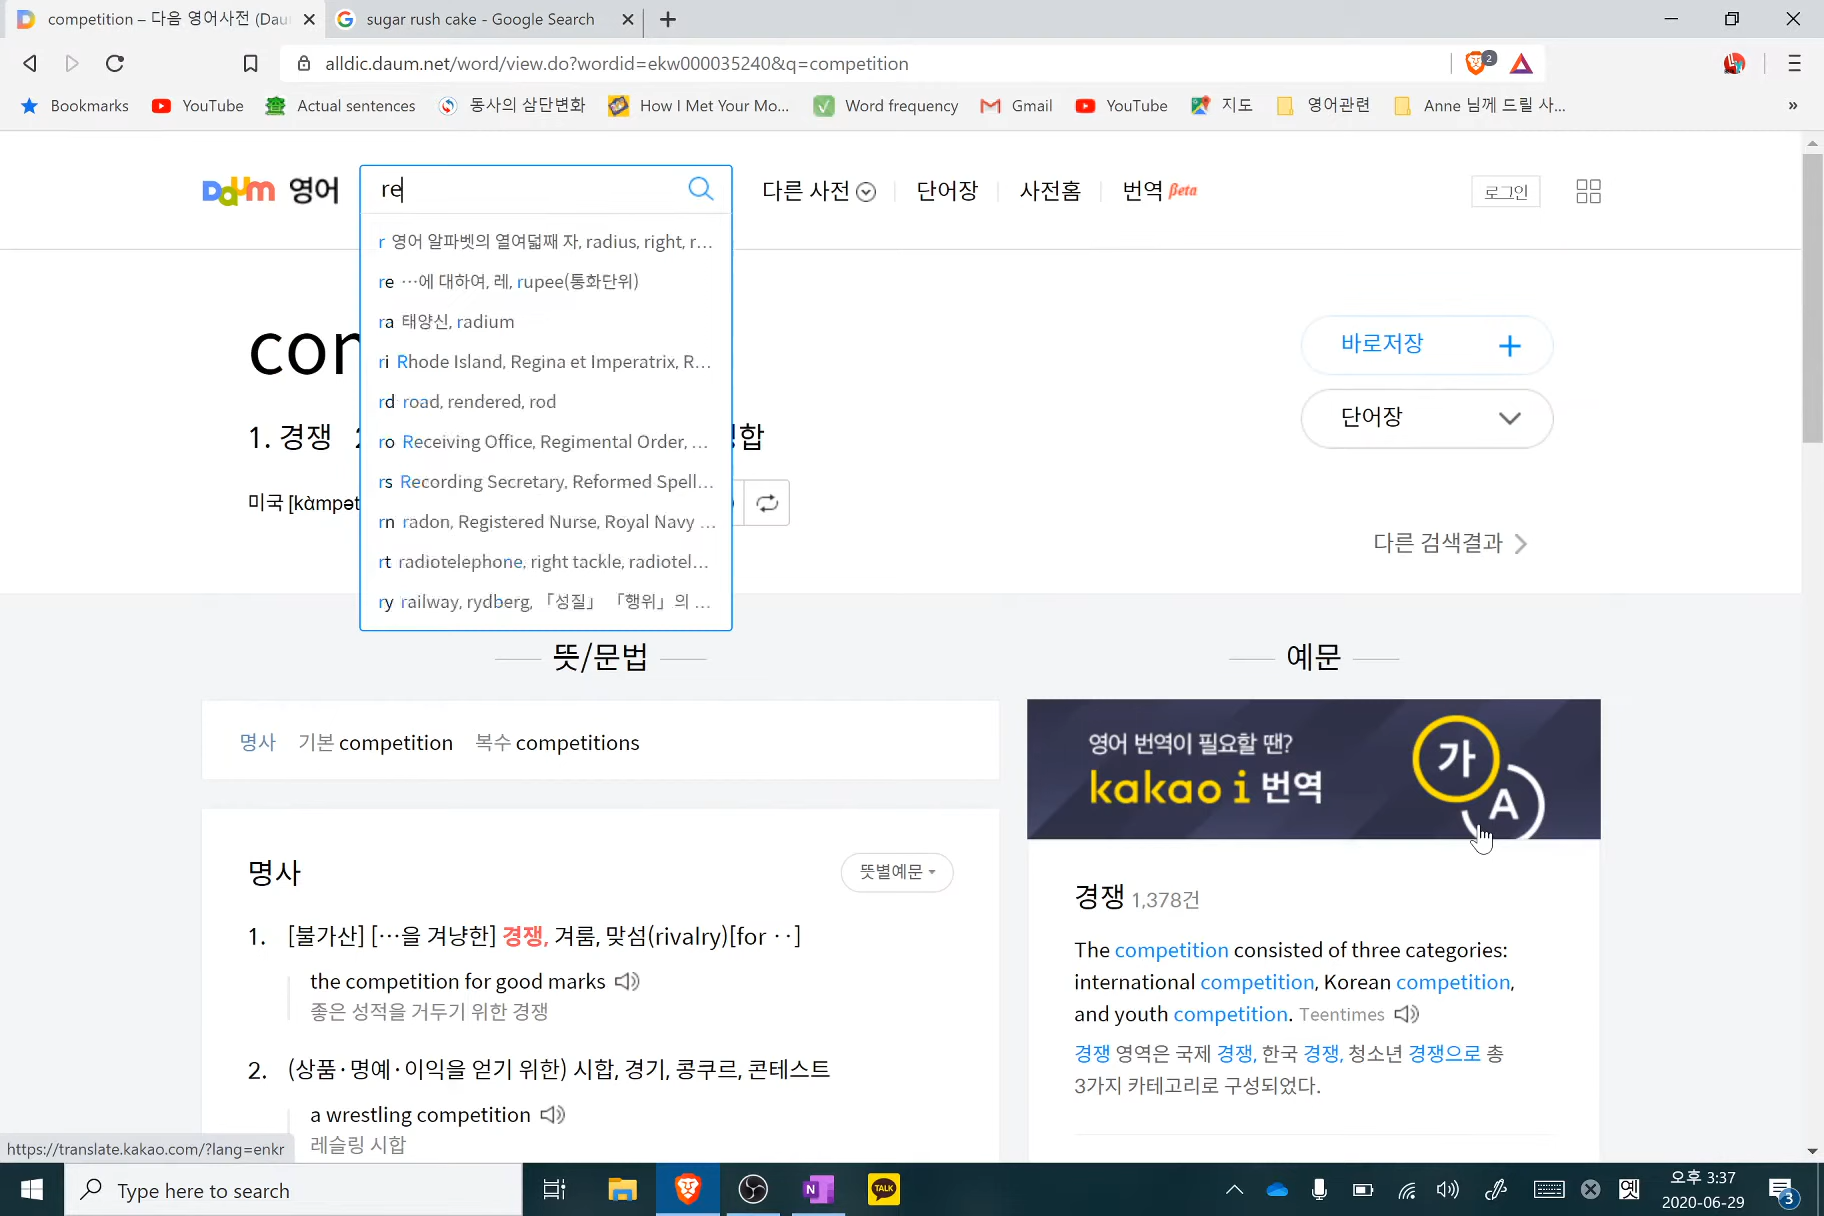 competition – 다음 영어사전 (Dau
sugar rush cake - Google Search
alldic.daum.net/word/view.do?wordid=ekw000035240&q=competition
2
Bookmarks
YouTube
Actual sentences
동사의 삼단변화
How I Met Your Mo...
Word frequency
Gmail
YouTube
지도
영어관련
Anne 님께 드릴 사...
»
Daum 영어
re
다른 사전
단어장
사전홈
번역 βeta
로그인
r 영어 알파벳의 열여덟째 자, radius, right, r...
re …에 대하여, 레, rupee(통화단위)
ra 태양신, radium
ri Rhode Island, Regina et Imperatrix, R...
rd road, rendered, rod
ro Receiving Office, Regimental Order, ...
rs Recording Secretary, Reformed Spell...
rn radon, Registered Nurse, Royal Navy ...
rt radiotelephone, right tackle, radiotel...
ry railway, rydberg, 「성질」 「행위」의 ...
com
바로저장 +
1. 경쟁
합
단어장
미국 [kàmpət
다른 검색결과
뜻/문법
예문
명사 기본 competition 복수 competitions
영어 번역이 필요할 땐?
kakao i 번역
가
A
명사
뜻별예문
경쟁 1,378건
1. [불가산] […을 겨냥한] 경쟁, 겨룸, 맞섬(rivalry)[for ‥]
the competition for good marks
좋은 성적을 거두기 위한 경쟁
The competition consisted of three categories:
international competition, Korean competition,
and youth competition. Teentimes
경쟁 영역은 국제 경쟁, 한국 경쟁, 청소년 경쟁으로 총
3가지 카테고리로 구성되었다.
2. (상품·명예·이익을 얻기 위한) 시합, 경기, 콩쿠르, 콘테스트
a wrestling competition
레슬링 시합
https://translate.kakao.com/?lang=enkr
Type here to search
N
TALK
오후 3:37
2020-06-29
3